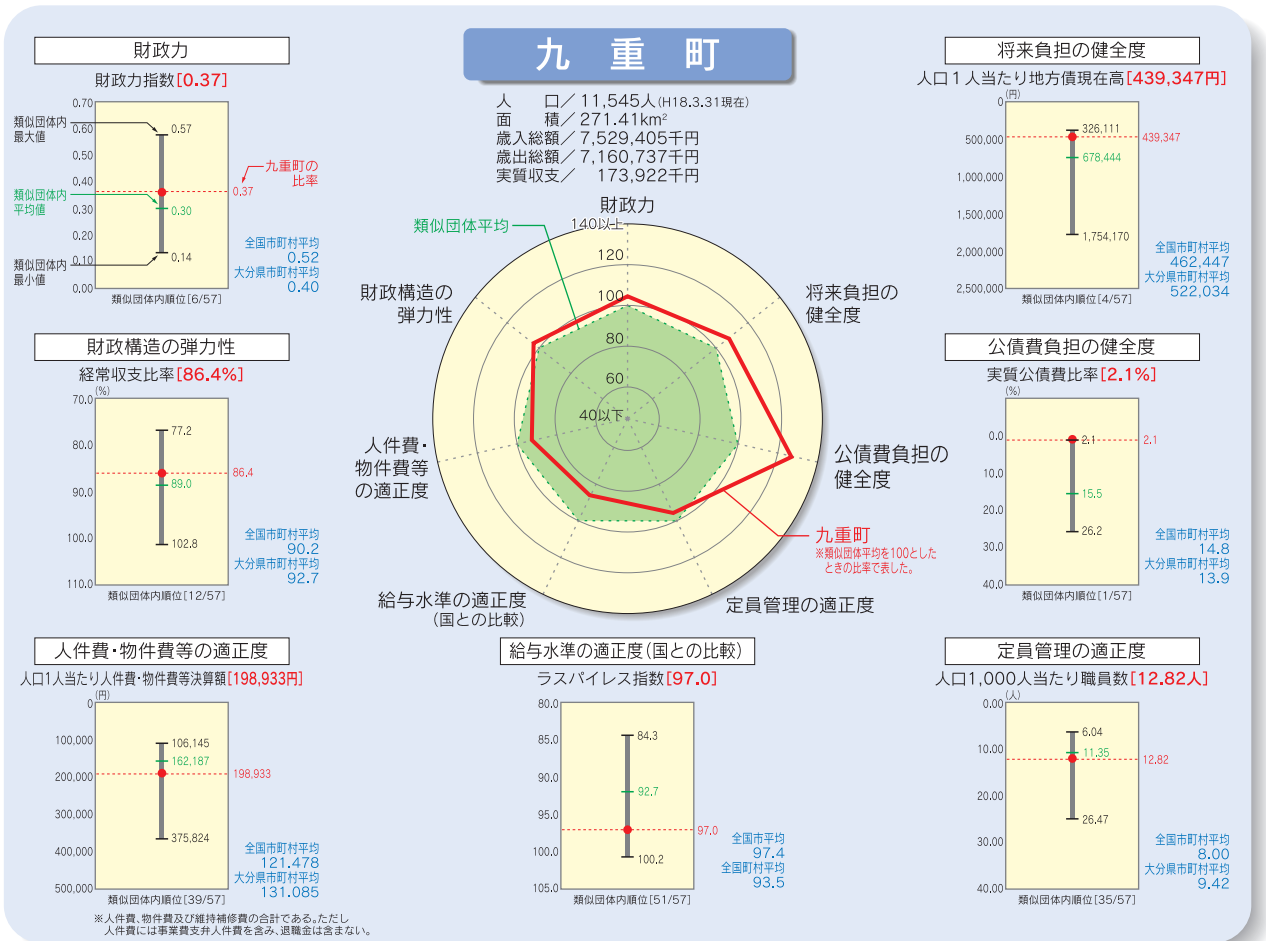 九重町
人　　口／ 11,545人(H18.3.31現在)
面　　積／ 271.41km²
歳入総額／ 7,529,405千円
歳出総額／ 7,160,737千円
実質収支／　173,922千円
財政力
財政力指数[0.37]
0.70
0.60
0.50
0.40
0.30
0.20
0.10
0.00
類似団体内
最大値
類似団体内
平均値
類似団体内
最小値
0.57
0.30
0.14
九重町の
比率
0.37
全国市町村平均
0.52
大分県市町村平均
0.40
類似団体内順位[6/57]
財政構造の弾力性
経常収支比率[86.4%]
(%)
70.0
80.0
90.0
100.0
110.0
77.2
89.0
102.8
86.4
全国市町村平均
90.2
大分県市町村平均
92.7
類似団体内順位[12/57]
人件費・物件費等の適正度
人口1人当たり人件費・物件費等決算額[198,933円]
(円)
0
100,000
200,000
300,000
400,000
500,000
106,145
162,187
375,824
198,933
全国市町村平均
121.478
大分県市町村平均
131.085
類似団体内順位[39/57]
※人件費、物件費及び維持補修費の合計である。ただし
人件費には事業費支弁人件費を含み、退職金は含まない。
類似団体平均
財政力
140以上
120
100
80
60
40以下
財政構造の
弾力性
将来負担の
健全度
人件費・
物件費等
の適正度
公債費負担の
健全度
九重町
※類似団体平均を100とした
ときの比率で表した。
給与水準の適正度
(国との比較)
定員管理の適正度
給与水準の適正度(国との比較)
ラスパイレス指数[97.0]
80.0
85.0
90.0
95.0
100.0
105.0
84.3
92.7
100.2
97.0
全国市平均
97.4
全国町村平均
93.5
類似団体内順位[51/57]
将来負担の健全度
人口1人当たり地方債現在高[439,347円]
(円)
0
500,000
1,000,000
1,500,000
2,000,000
2,500,000
326,111
678,444
1,754,170
439,347
全国市町村平均
462,447
大分県市町村平均
522,034
類似団体内順位[4/57]
公債費負担の健全度
実質公債費比率[2.1%]
(%)
0.0
10.0
20.0
30.0
40,0
2.1
15.5
26.2
2.1
全国市町村平均
14.8
大分県市町村平均
13.9
類似団体内順位[1/57]
定員管理の適正度
人口1,000人当たり職員数[12.82人]
(人)
0.00
10.00
20.00
30.00
40.00
6.04
11.35
26.47
12.82
全国市町村平均
8.00
大分県市町村平均
9.42
類似団体内順位[35/57]